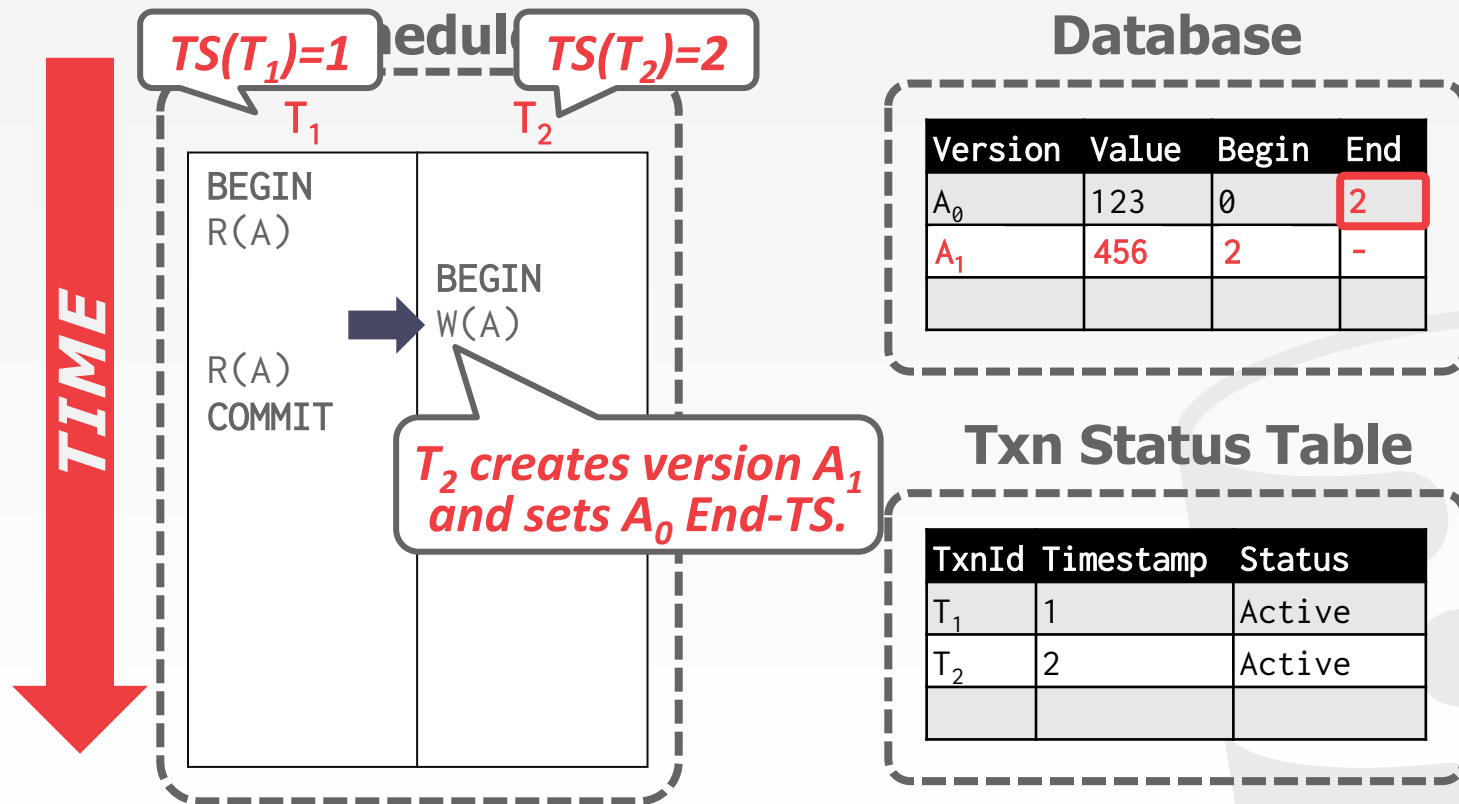 TS(T₁)=1
TS(T₂)=2
T₁ T₂
TIME
BEGIN
R(A)
BEGIN
W(A)
R(A)
COMMIT
T₂ creates version A₁
and sets A₀ End-TS.
Database
Version Value Begin End
A₀ 123 0 2
A₁ 456 2 -
Txn Status Table
TxnId Timestamp Status
T₁ 1 Active
T₂ 2 Active